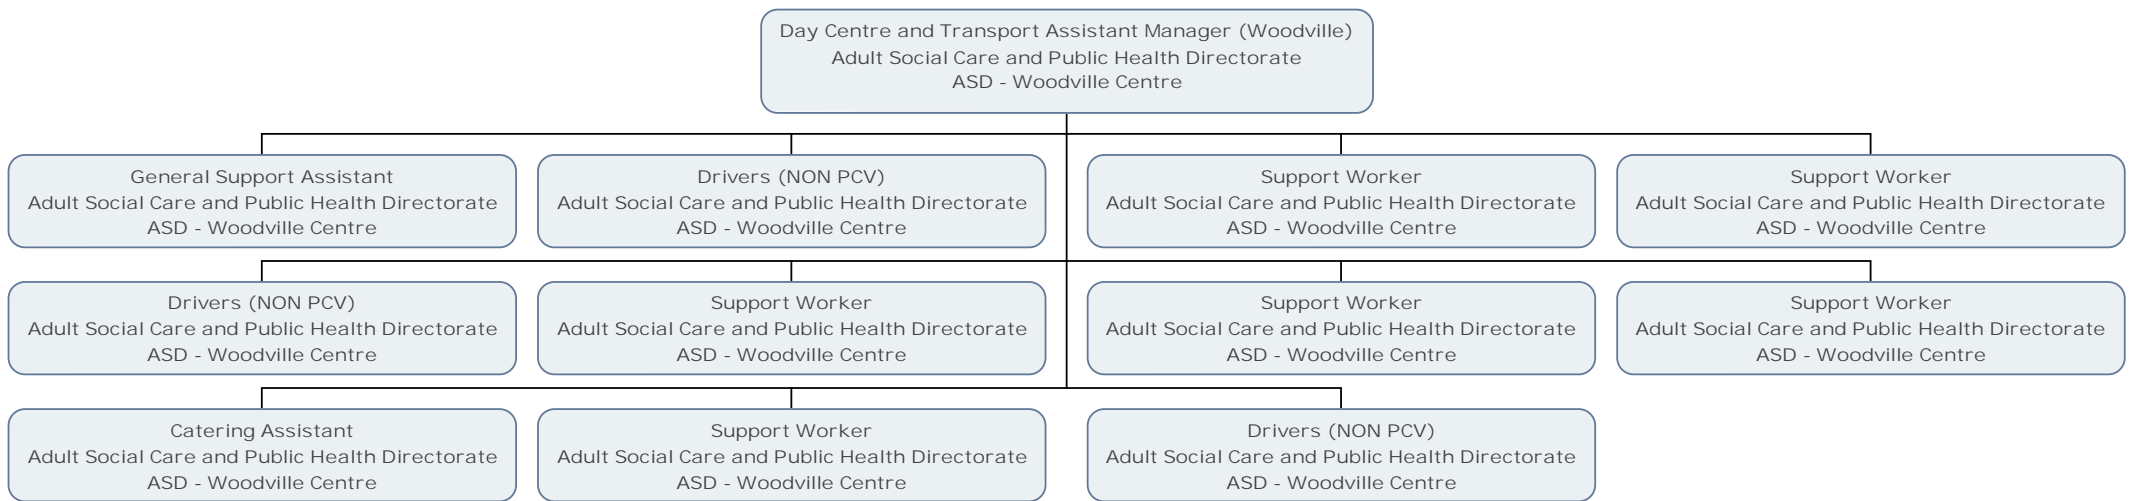 Day Centre and Transport Assistant Manager (Woodville)
Adult Social Care and Public Health Directorate
ASD - Woodville Centre
General Support Assistant
Adult Social Care and Public Health Directorate
ASD - Woodville Centre
Drivers (NON PCV)
Adult Social Care and Public Health Directorate
ASD - Woodville Centre
Support Worker
Adult Social Care and Public Health Directorate
ASD - Woodville Centre
Support Worker
Adult Social Care and Public Health Directorate
ASD - Woodville Centre
Drivers (NON PCV)
Adult Social Care and Public Health Directorate
ASD - Woodville Centre
Support Worker
Adult Social Care and Public Health Directorate
ASD - Woodville Centre
Support Worker
Adult Social Care and Public Health Directorate
ASD - Woodville Centre
Support Worker
Adult Social Care and Public Health Directorate
ASD - Woodville Centre
Catering Assistant
Adult Social Care and Public Health Directorate
ASD - Woodville Centre
Support Worker
Adult Social Care and Public Health Directorate
ASD - Woodville Centre
Drivers (NON PCV)
Adult Social Care and Public Health Directorate
ASD - Woodville Centre